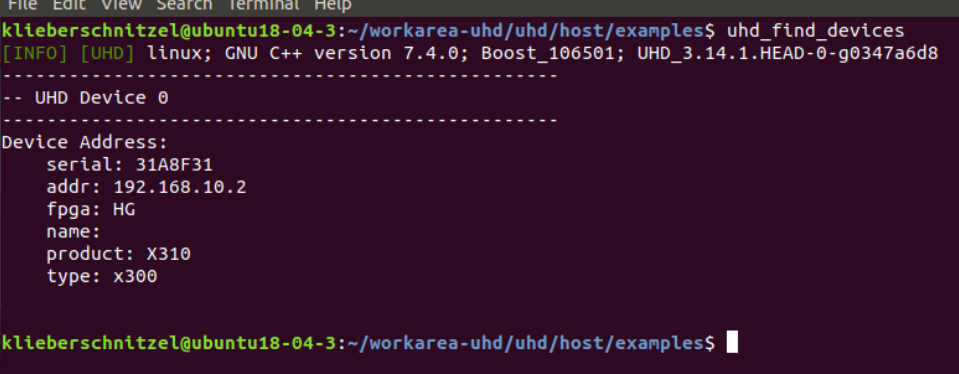 File Edit View Search Terminal Help
klieberschnitzel@ubuntu18-04-3:~/workarea-uhd/uhd/host/examples$ uhd_find_devices
[INFO] [UHD] linux; GNU C++ version 7.4.0; Boost_106501; UHD_3.14.1.HEAD-0-g0347a6d8
--------------------------------------------------
-- UHD Device 0
--------------------------------------------------
Device Address:
    serial: 31A8F31
    addr: 192.168.10.2
    fpga: HG
    name:
    product: X310
    type: x300
klieberschnitzel@ubuntu18-04-3:~/workarea-uhd/uhd/host/examples$